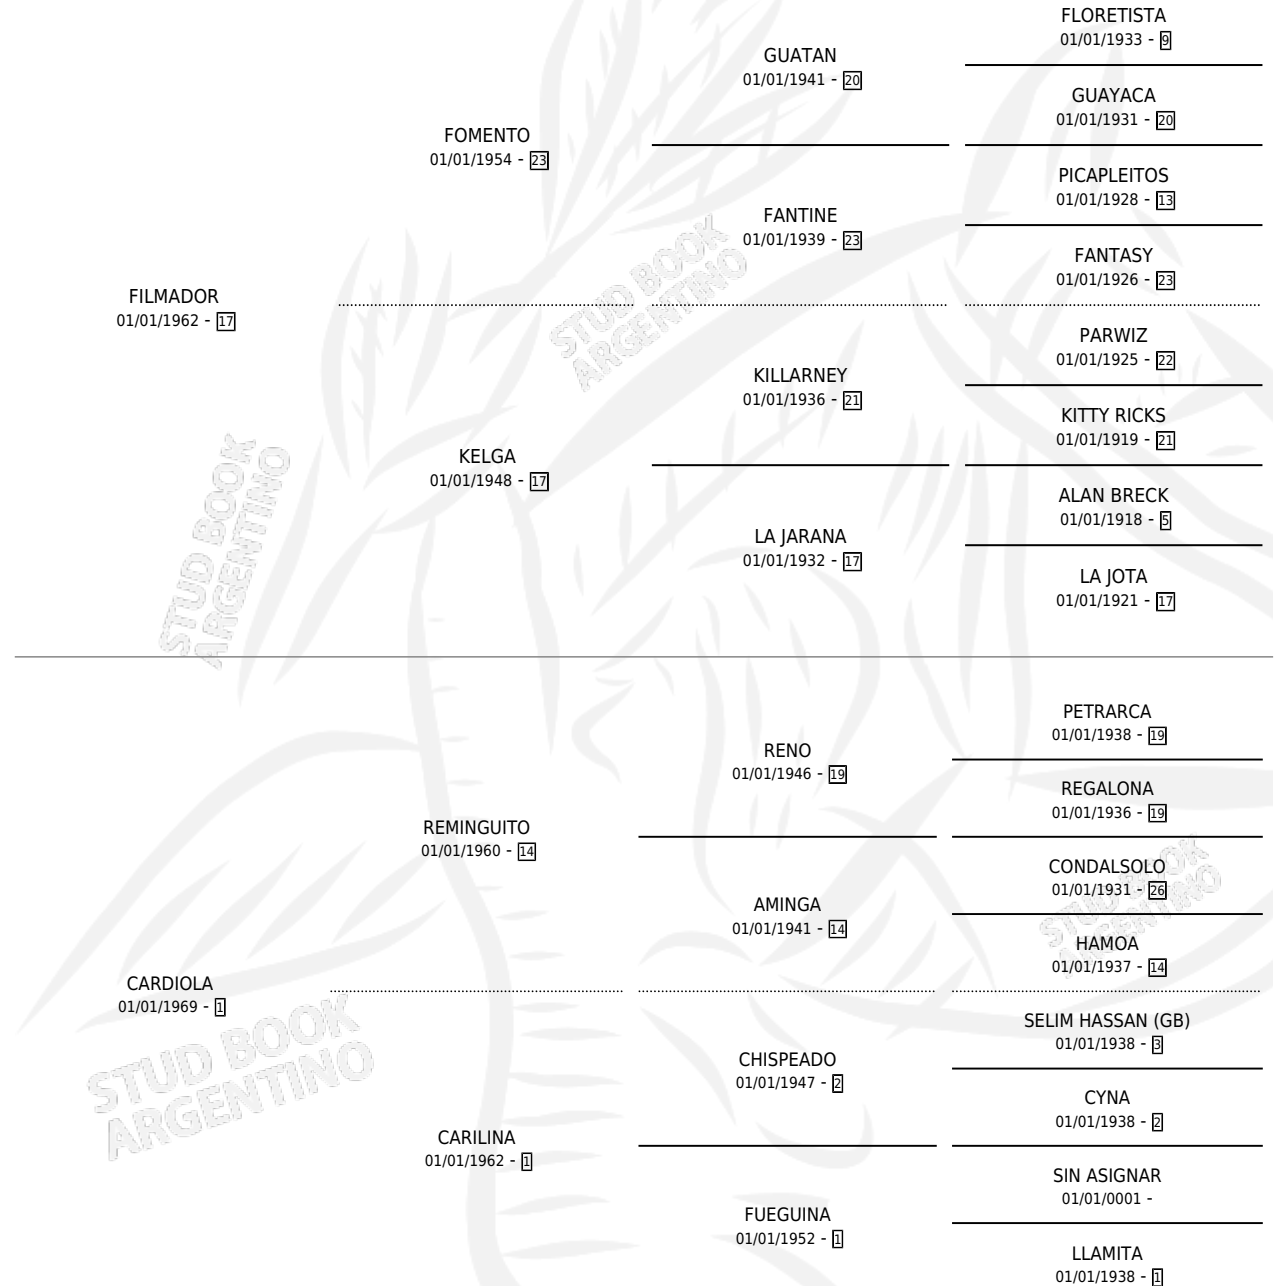 FLORETISTA
01/01/1933 - 9
GUATAN
01/01/1941 - 20
GUAYACA
01/01/1931 - 20
FOMENTO
01/01/1954 - 23
PICAPLEITOS
01/01/1928 - 13
FANTINE
01/01/1939 - 23
FANTASY
01/01/1926 - 23
FILMADOR
01/01/1962 - 17
PARWIZ
01/01/1925 - 22
KILLARNEY
01/01/1936 - 21
KITTY RICKS
01/01/1919 - 21
KELGA
01/01/1948 - 17
ALAN BRECK
01/01/1918 - 5
LA JARANA
01/01/1932 - 17
LA JOTA
01/01/1921 - 17
PETRARCA
01/01/1938 - 19
RENO
01/01/1946 - 19
REGALONA
01/01/1936 - 19
REMINGUITO
01/01/1960 - 14
CONDALSOLO
01/01/1931 - 26
AMINGA
01/01/1941 - 14
HAMOA
01/01/1937 - 14
CARDIOLA
01/01/1969 - 1
SELIM HASSAN (GB)
01/01/1938 - 3
CHISPEADO
01/01/1947 - 2
CYNA
01/01/1938 - 2
CARILINA
01/01/1962 - 1
SIN ASIGNAR
01/01/0001 -
FUEGUINA
01/01/1952 - 1
LLAMITA
01/01/1938 - 1
STUD BOOK
ARGENTINO
STUD BOOK
ARGENTINO
STUD BOOK
ARGENTINO
STUD BOOK
ARGENTINO